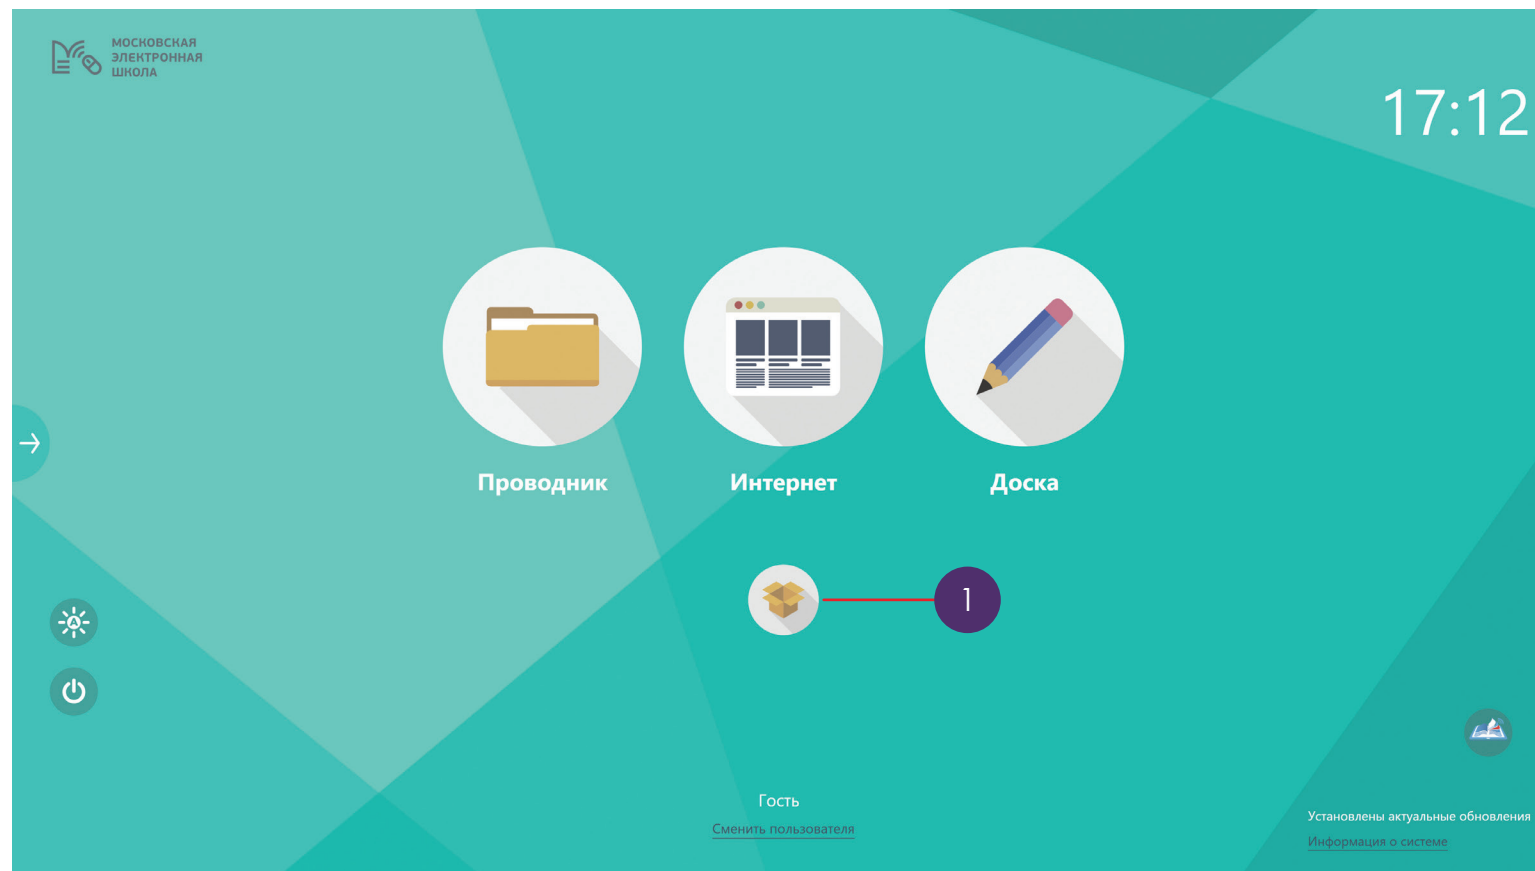 МОСКОВСКАЯ
ЭЛЕКТРОННАЯ
ШКОЛА
17:12
Проводник
Интернет
Доска
1
Гость
Сменить пользователя
Установлены актуальные обновления
Информация о системе